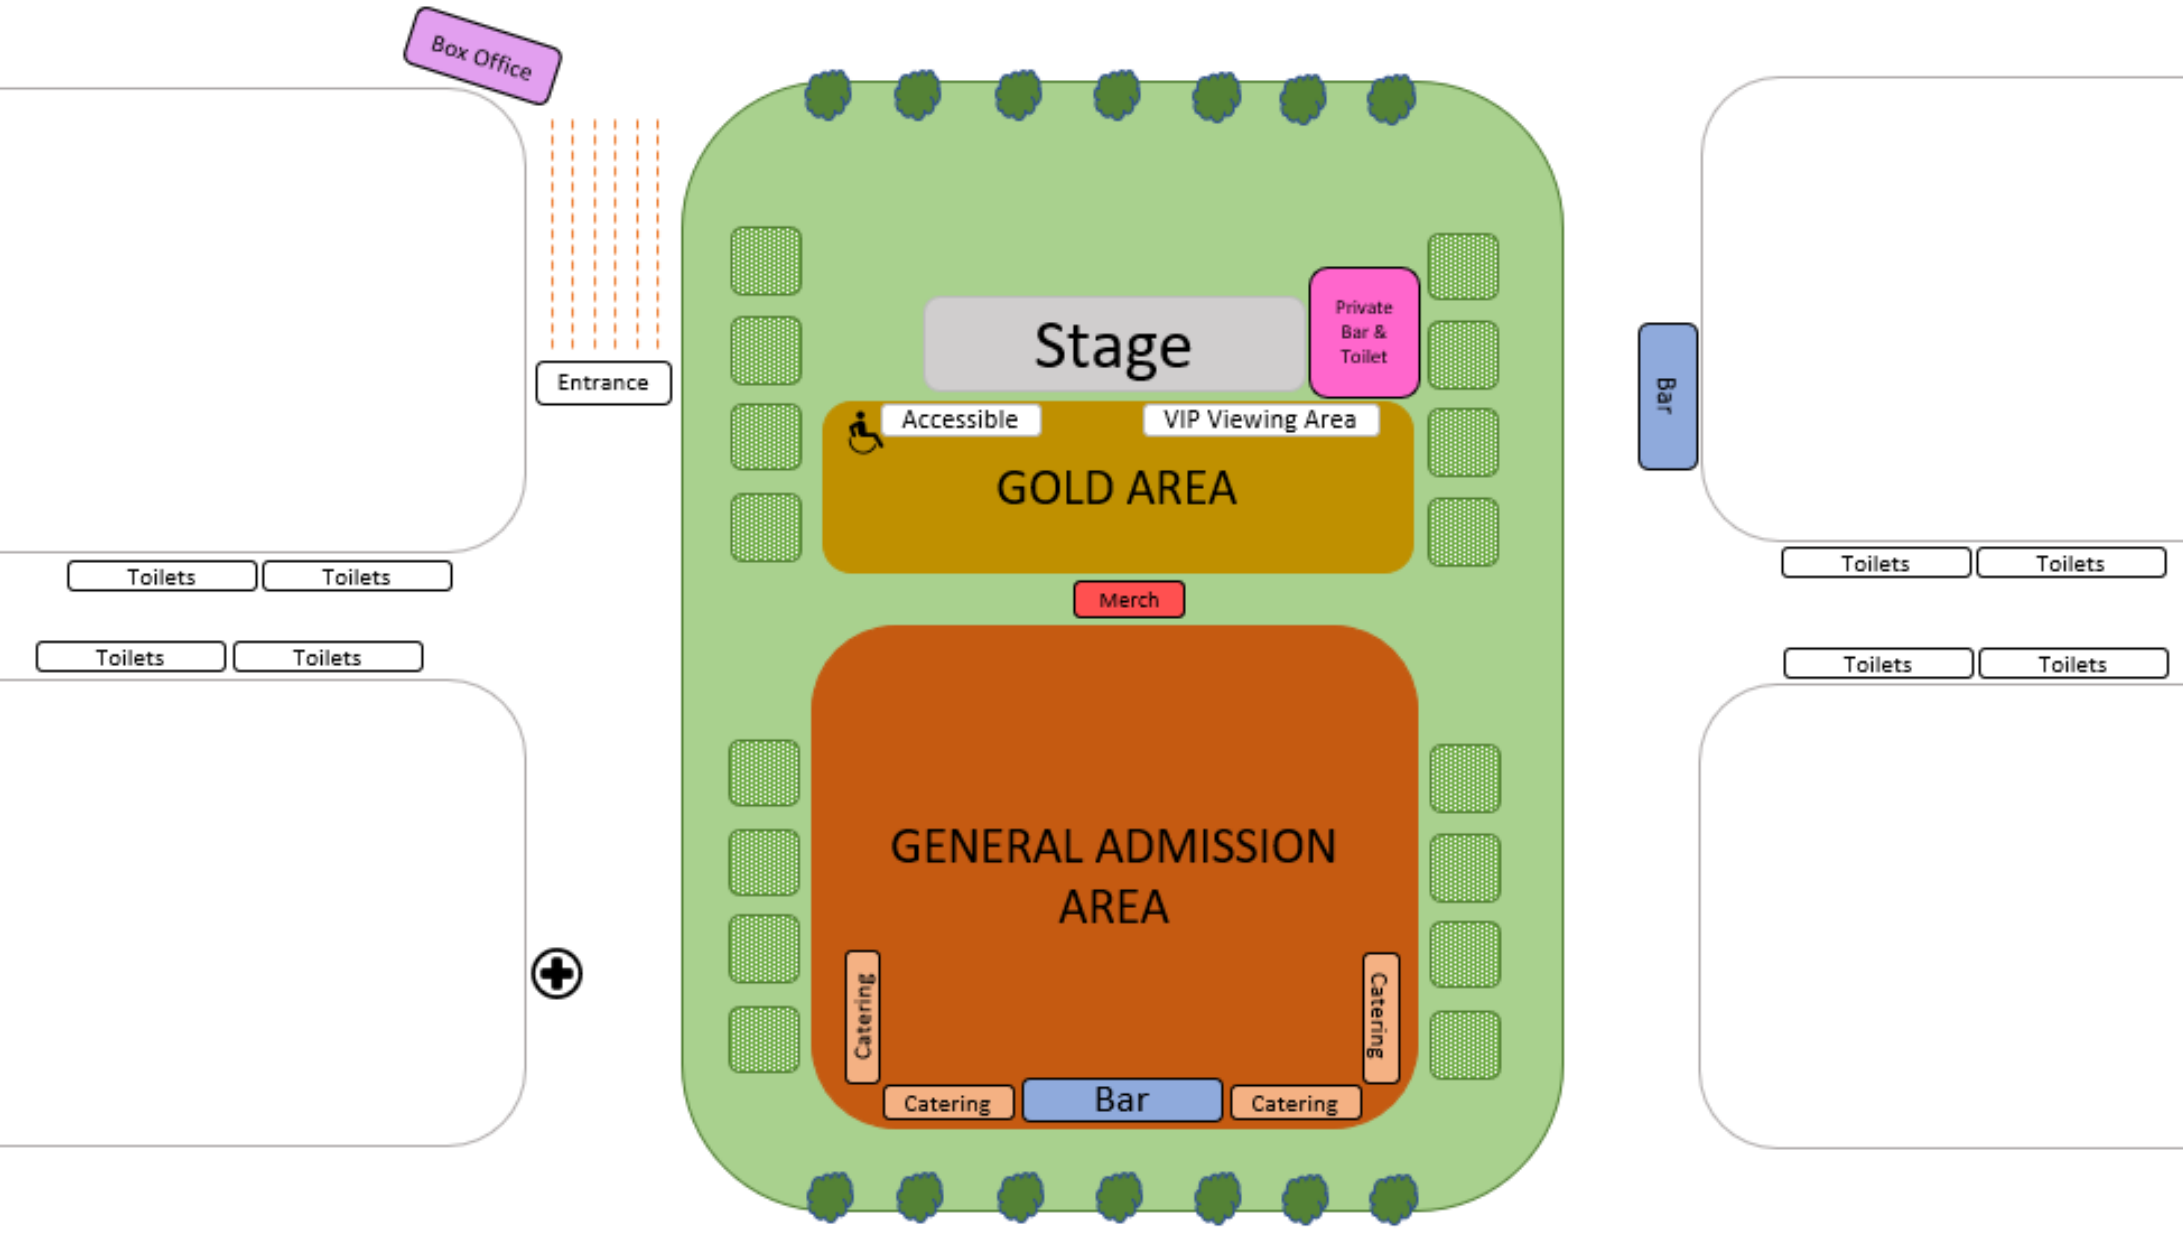 Box Office
Entrance
Stage
Private
Bar &
Toilet
Bar
Accessible
VIP Viewing Area
GOLD AREA
Toilets
Toilets
Toilets
Toilets
Merch
Toilets
Toilets
Toilets
Toilets
GENERAL ADMISSION
AREA
Catering
Catering
Catering
Bar
Catering